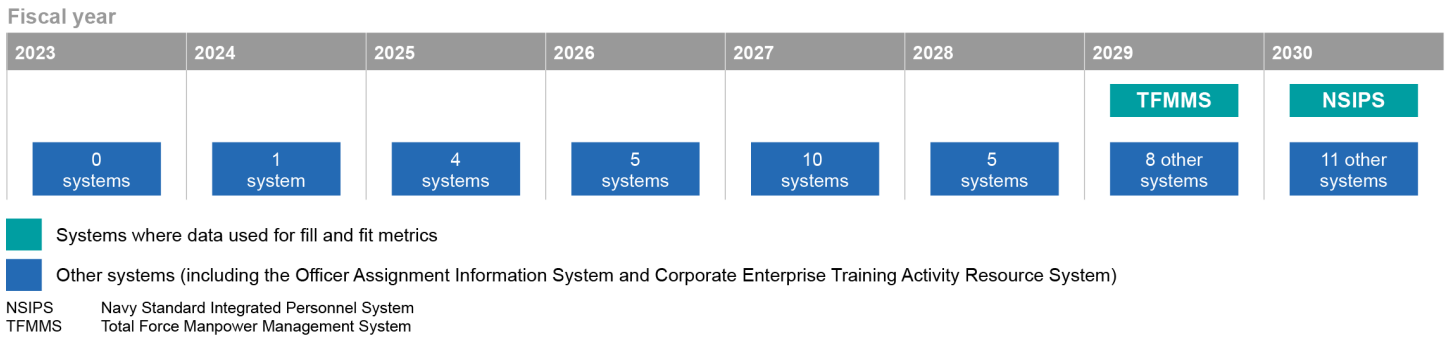 Fiscal year
2023 2024 2025 2026 2027 2028 2029 2030
TFMMS NSIPS
0 systems
1 system
4 systems
5 systems
10 systems
5 systems
8 other systems
11 other systems
Systems where data used for fill and fit metrics
Other systems (including the Officer Assignment Information System and Corporate Enterprise Training Activity Resource System)
NSIPS Navy Standard Integrated Personnel System
TFMMS Total Force Manpower Management System